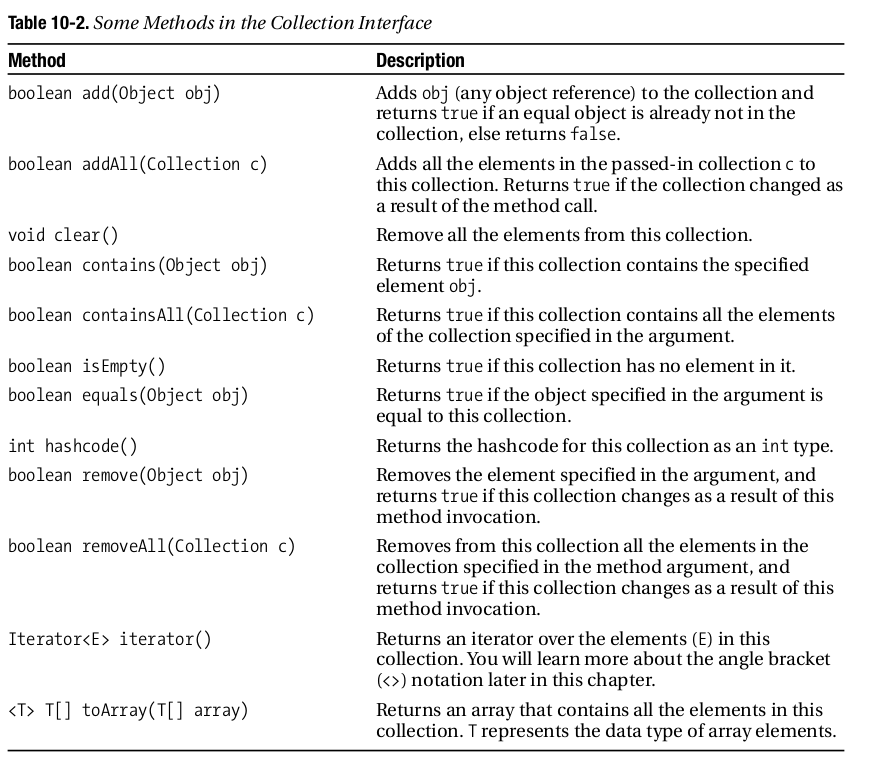 Table 10-2. Some Methods in the Collection Interface
Method Description
boolean add(Object obj) Adds obj (any object reference) to the collection and
returns true if an equal object is already not in the
collection, else returns false.
boolean addAll(Collection c) Adds all the elements in the passed-in collection c to
this collection. Returns true if the collection changed as
a result of the method call.
void clear() Remove all the elements from this collection.
boolean contains(Object obj) Returns true if this collection contains the specified
element obj.
boolean containsAll(Collection c) Returns true if this collection contains all the elements
of the collection specified in the argument.
boolean isEmpty() Returns true if this collection has no element in it.
boolean equals(Object obj) Returns true if the object specified in the argument is
equal to this collection.
int hashcode() Returns the hashcode for this collection as an int type.
boolean remove(Object obj) Removes the element specified in the argument, and
returns true if this collection changes as a result of this
method invocation.
boolean removeAll(Collection c) Removes from this collection all the elements in the
collection specified in the method argument, and
returns true if this collection changes as a result of this
method invocation.
Iterator<E> iterator() Returns an iterator over the elements (E) in this
collection. You will learn more about the angle bracket
(<>) notation later in this chapter.
<T> T[] toArray(T[] array) Returns an array that contains all the elements in this
collection. T represents the data type of array elements.